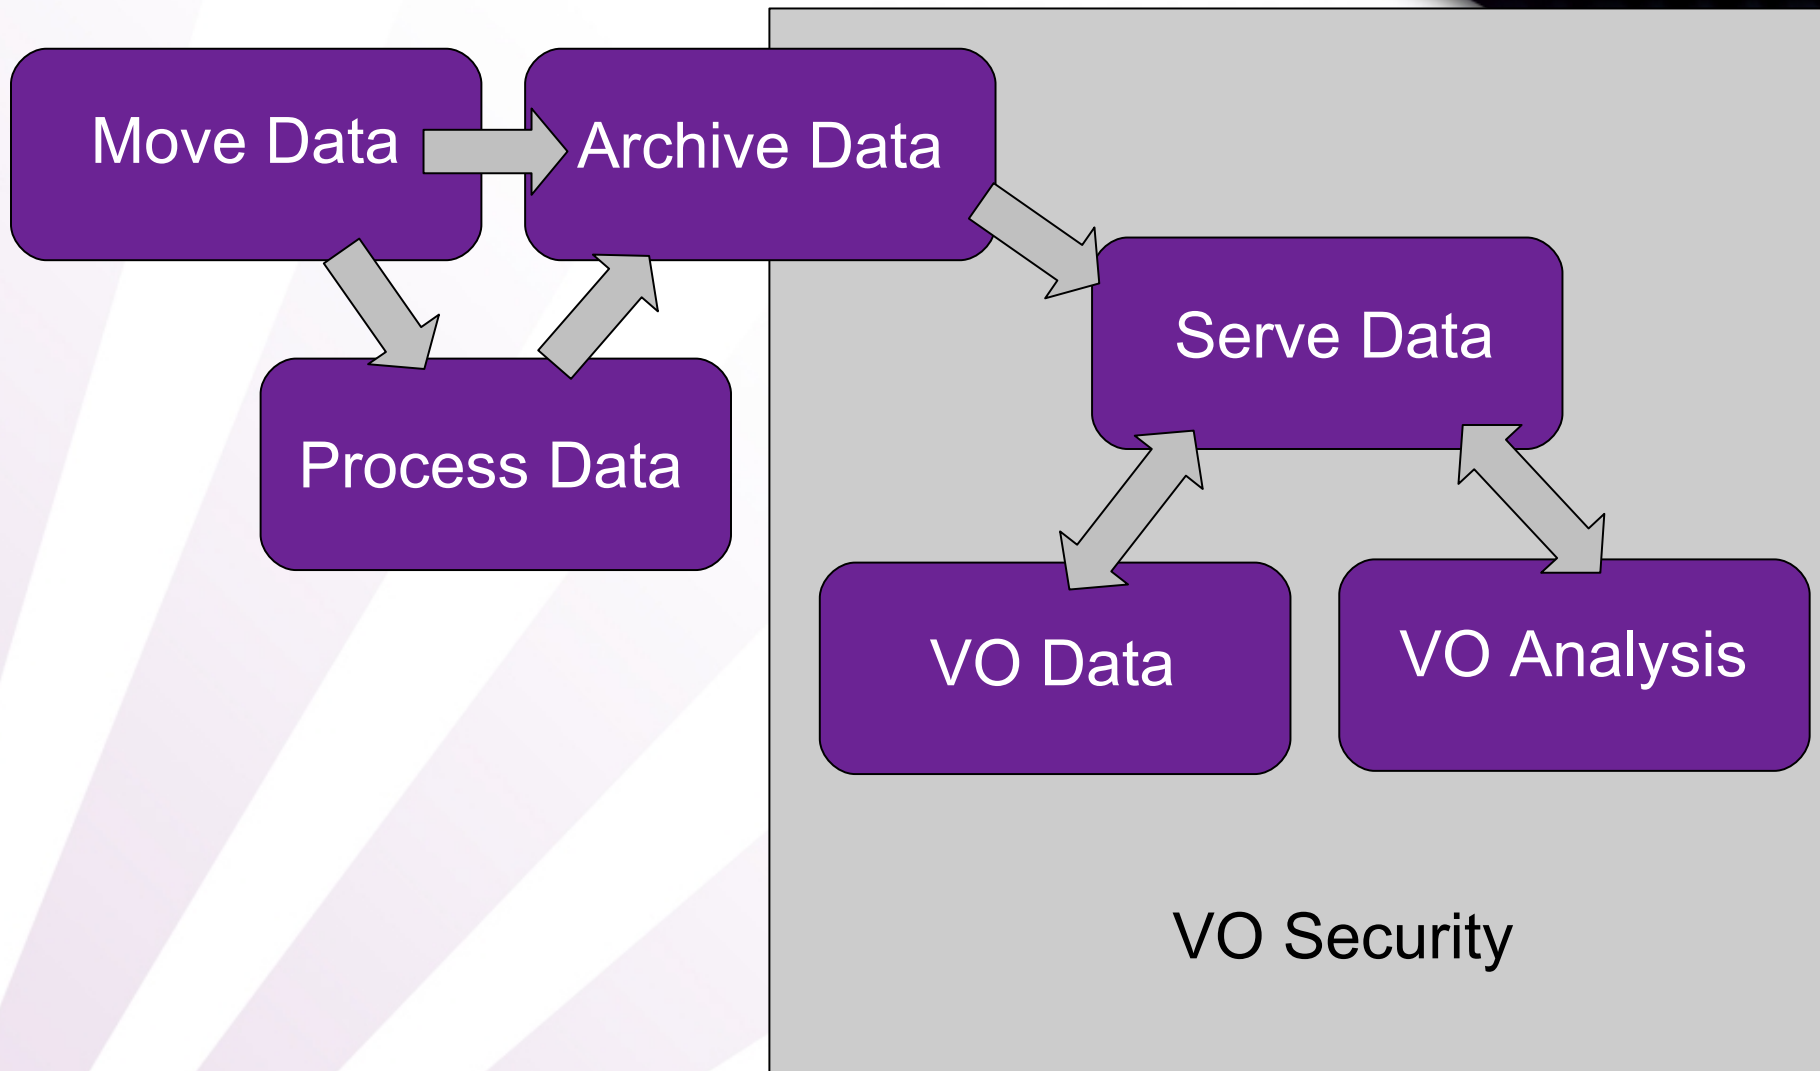 Move Data
Archive Data
Serve Data
Process Data
VO Data
VO Analysis
VO Security